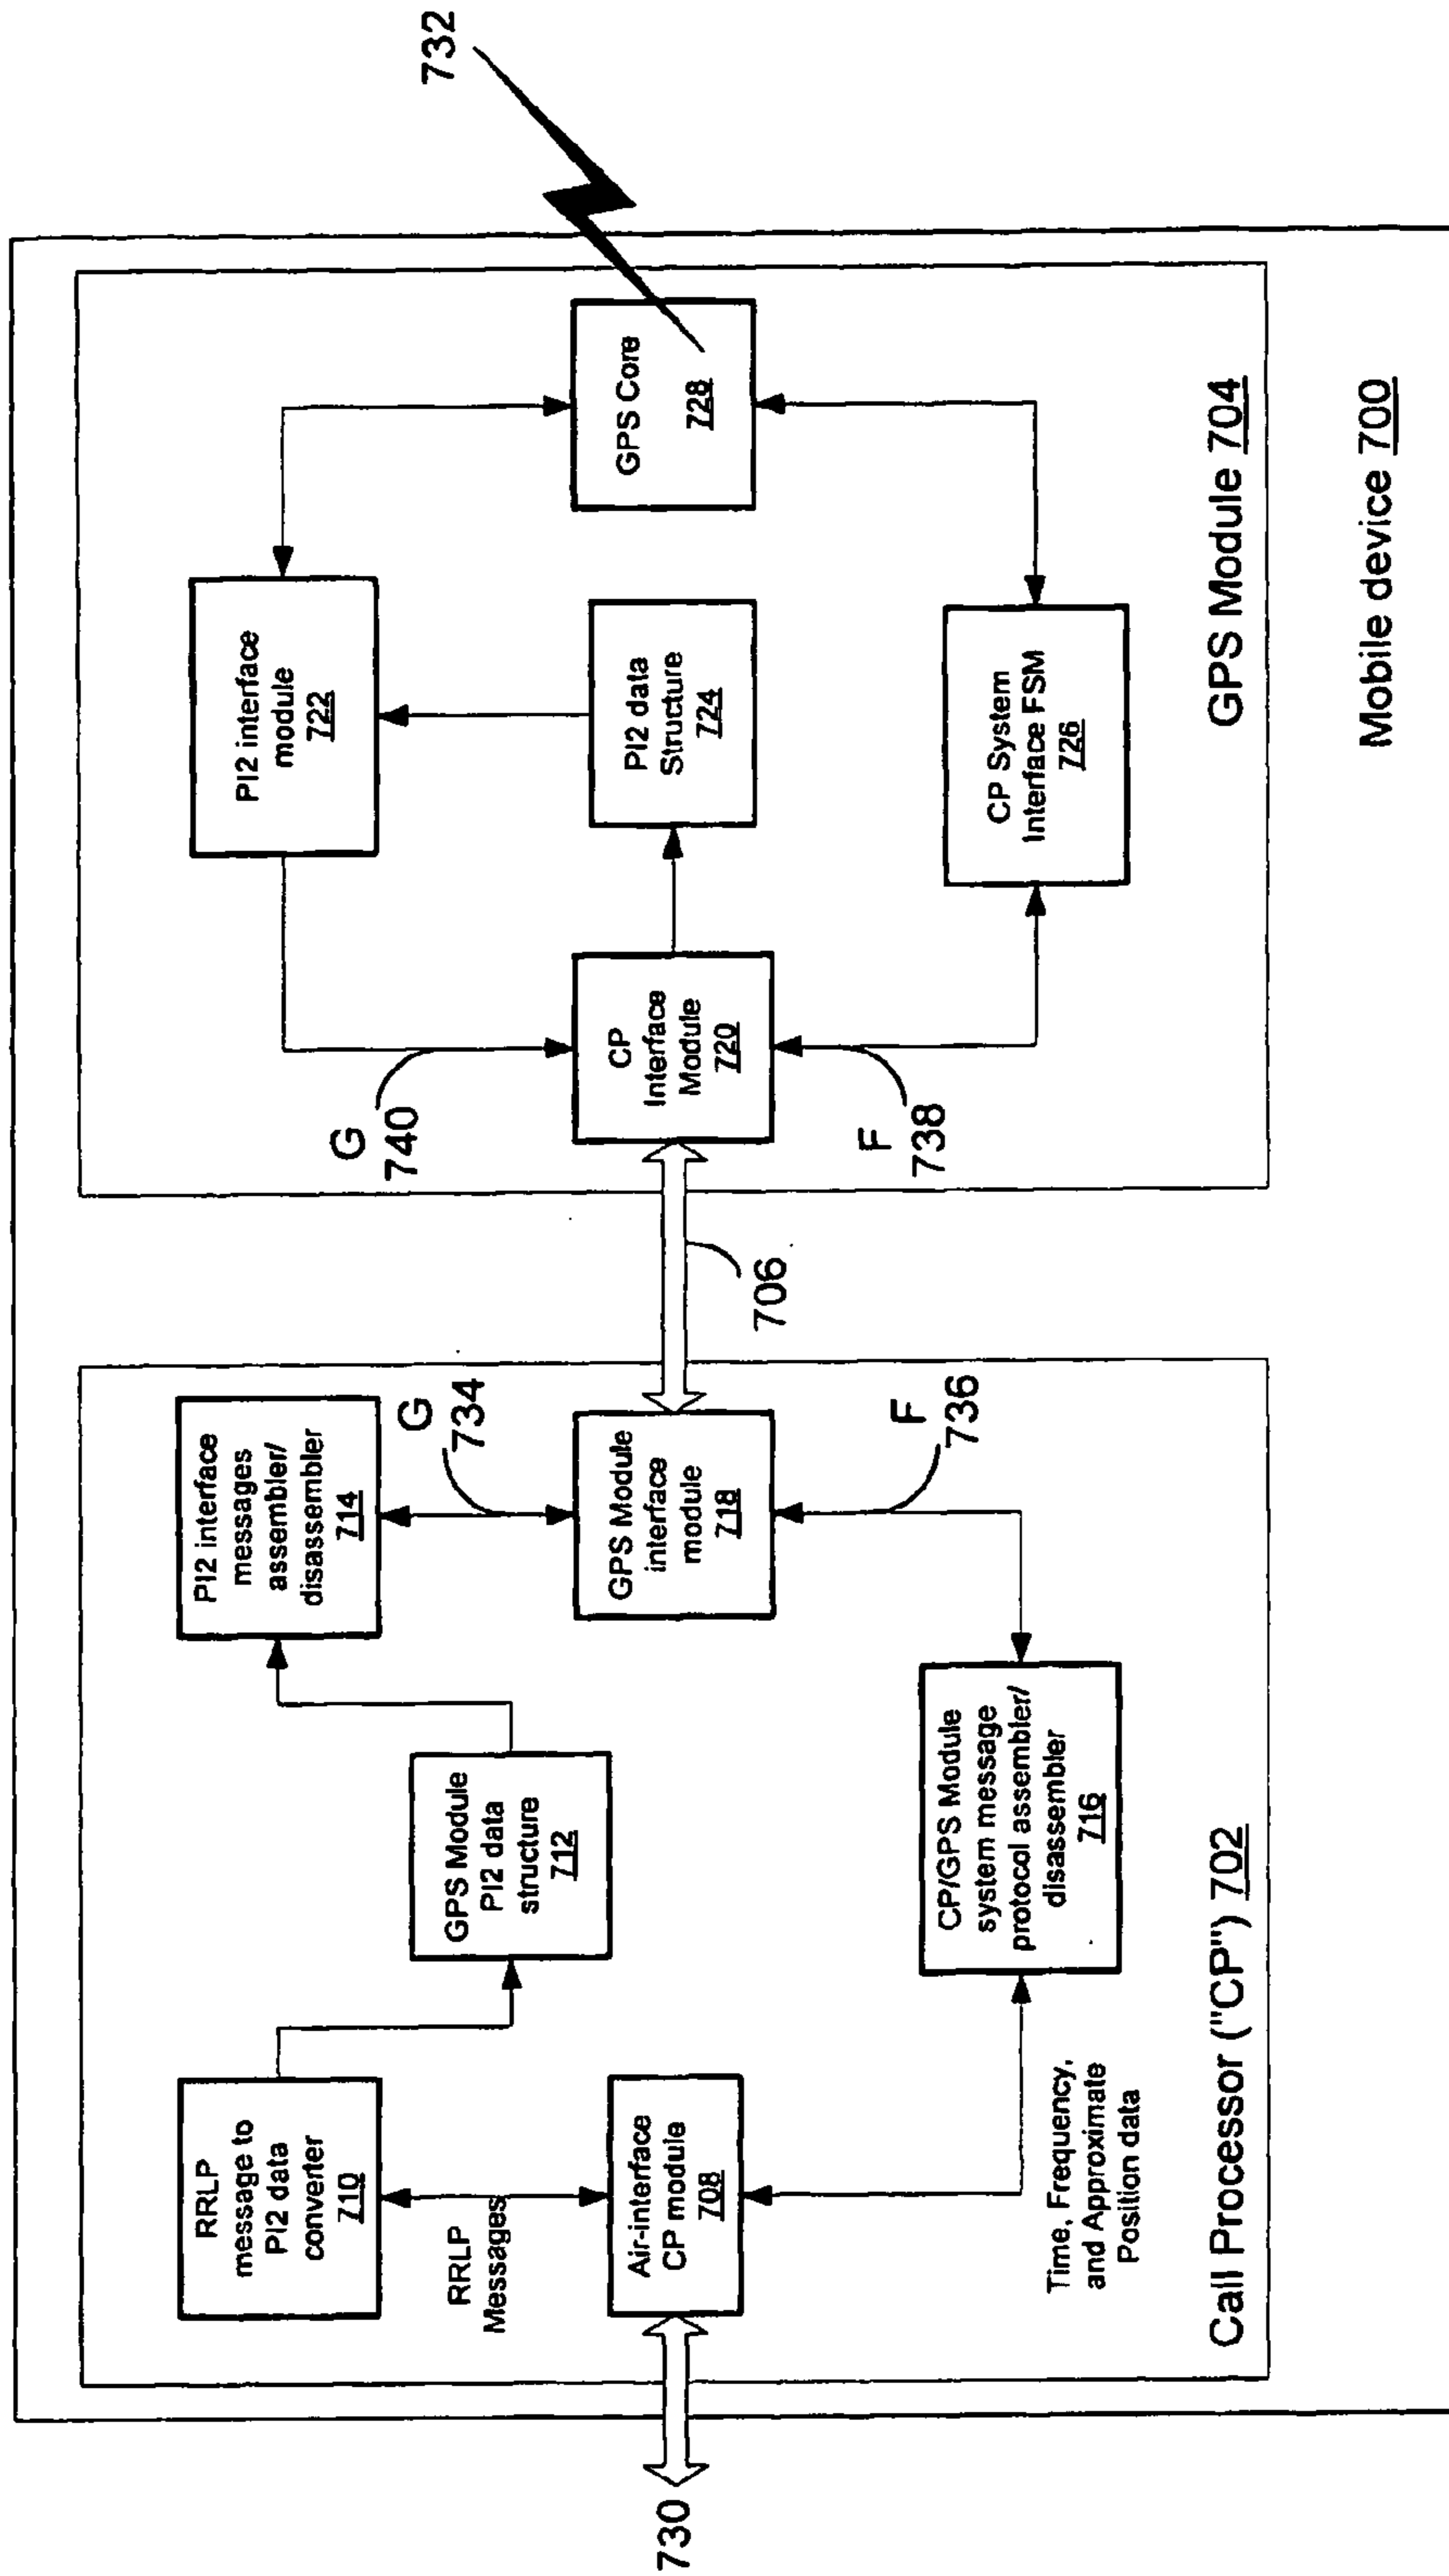 RRLP
message to
PI2 data
converter
710
GPS Module
PI2 data
structure
712
PI2 interface
messages
assembler/
disassembler
714
G
734
RRLP
Messages
Air-interface
CP module
708
730
GPS Module
interface
module
718
706
F
736
Time, Frequency,
and Approximate
Position data
CP/GPS Module
system message
protocol assembler/
disassembler
716
Call Processor ("CP") 702
PI2 interface
module
722
G
740
PI2 data
Structure
724
CP
Interface
Module
720
GPS Core
728
732
F
738
CP System
Interface FSM
726
GPS Module 704
Mobile device 700